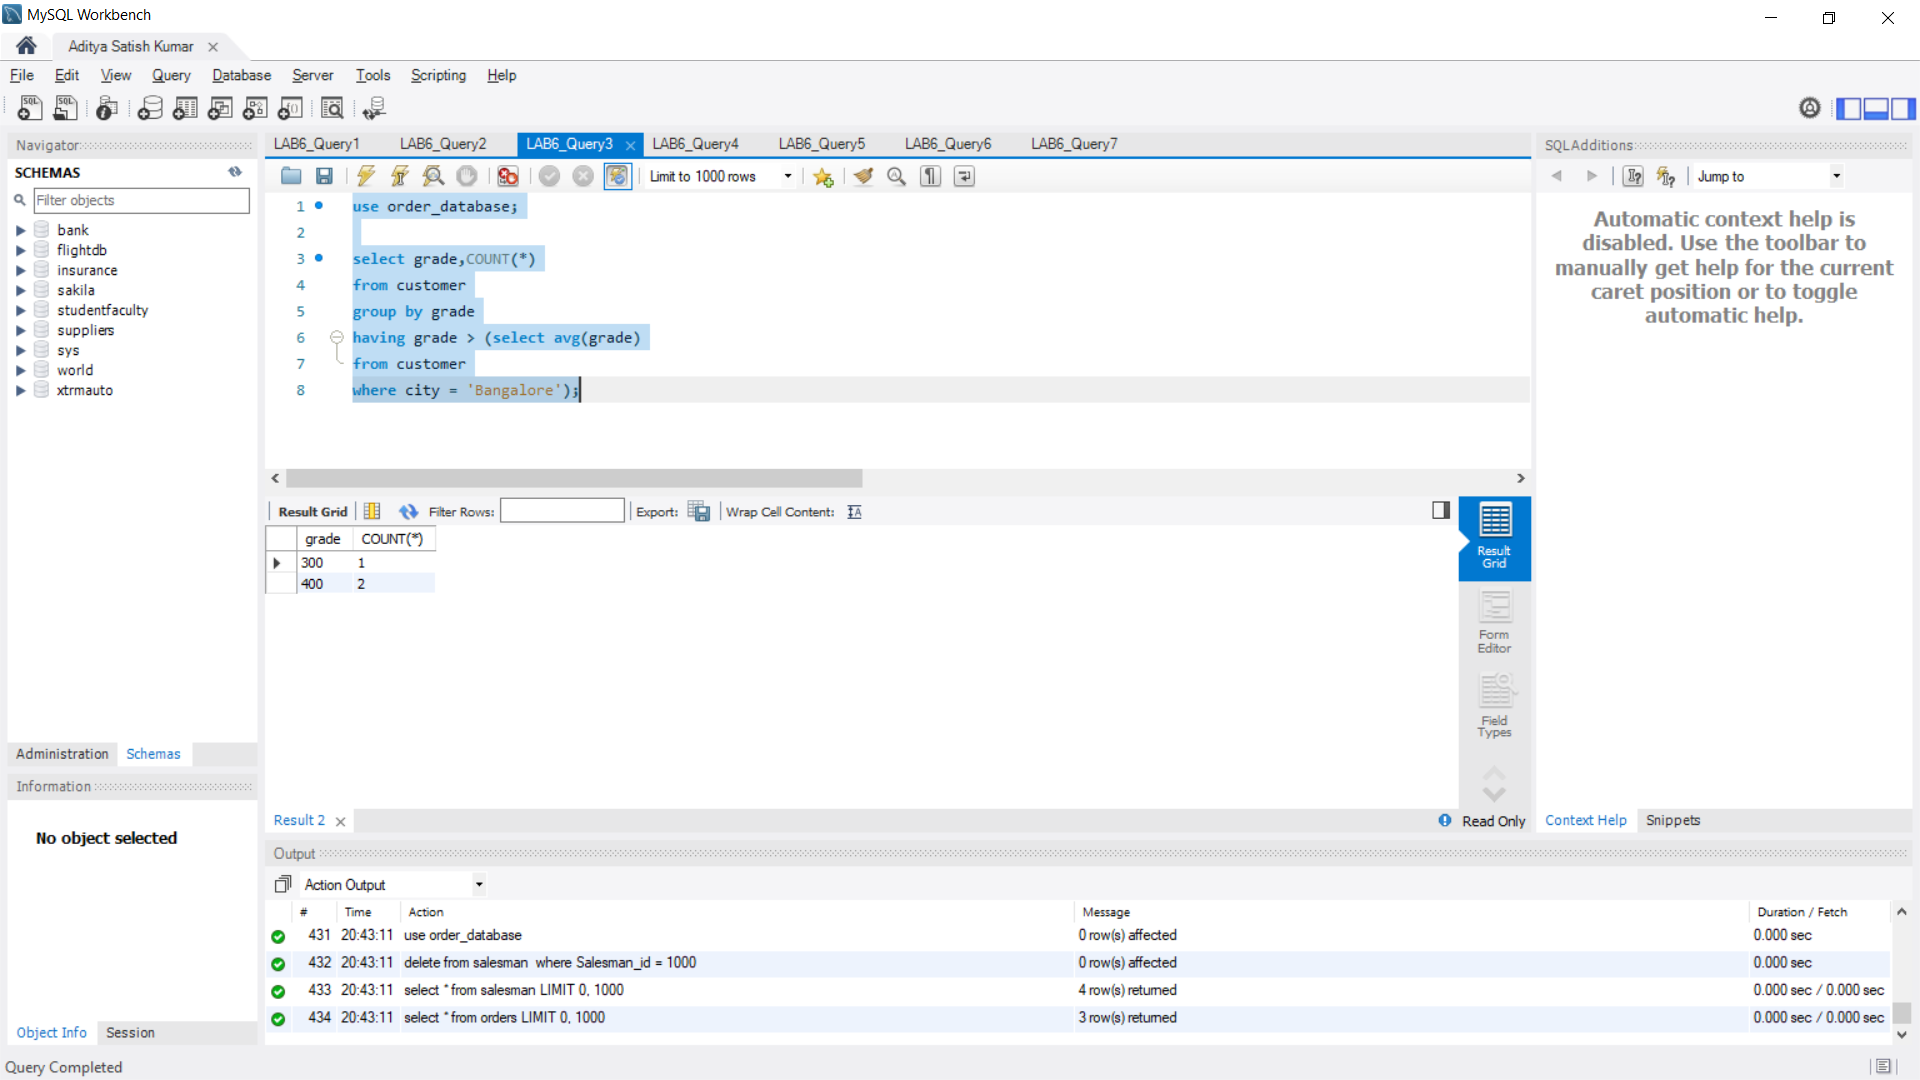 MySQL Workbench
Aditya Satish Kumar
File Edit View Query Database Server Tools Scripting Help
Navigator
SCHEMAS
Filter objects
bank
flightdb
insurance
sakila
studentfaculty
suppliers
sys
world
xtrmauto
Administration Schemas
Information
No object selected
Object Info Session
LAB6_Query1 LAB6_Query2 LAB6_Query3 LAB6_Query4 LAB6_Query5 LAB6_Query6 LAB6_Query7
Limit to 1000 rows
1 use order_database;
2
3 select grade,COUNT(*)
4 from customer
5 group by grade
6 having grade > (select avg(grade)
7 from customer
8 where city = 'Bangalore');
Result Grid Filter Rows: Export: Wrap Cell Content:
grade COUNT(*)
300 1
400 2
Result
Grid
Form
Editor
Field
Types
Result 2
Read Only
SQLAdditions
Jump to
Automatic context help is
disabled. Use the toolbar to
manually get help for the current
caret position or to toggle
automatic help.
Context Help Snippets
Output
Action Output
# Time Action Message Duration / Fetch
431 20:43:11 use order_database 0 row(s) affected 0.000 sec
432 20:43:11 delete from salesman where Salesman_id = 1000 0 row(s) affected 0.000 sec
433 20:43:11 select * from salesman LIMIT 0, 1000 4 row(s) returned 0.000 sec / 0.000 sec
434 20:43:11 select * from orders LIMIT 0, 1000 3 row(s) returned 0.000 sec / 0.000 sec
Query Completed